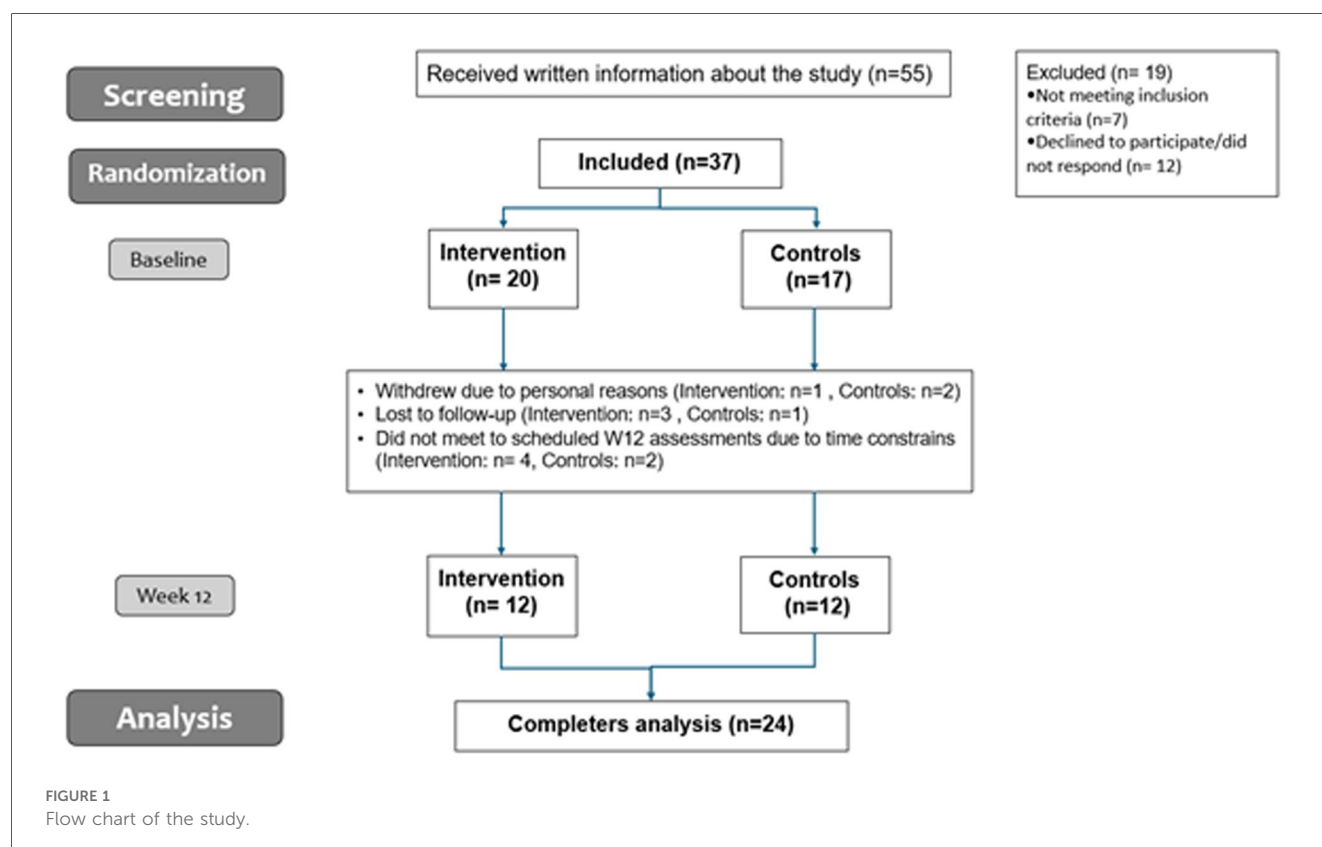 Screening
Received written information about the study (n=55)
Excluded (n= 19)
•Not meeting inclusion
criteria (n=7)
•Declined to participate/did
not respond (n= 12)
Randomization
Included (n=37)
Baseline
Intervention
(n= 20)
Controls
(n=17)
• Withdrew due to personal reasons (Intervention: n=1 , Controls: n=2)
• Lost to follow-up (Intervention: n=3 , Controls: n=1)
• Did not meet to scheduled W12 assessments due to time constrains
(Intervention: n= 4, Controls: n=2)
Week 12
Intervention
(n= 12)
Controls
(n=12)
Analysis
Completers analysis (n=24)
FIGURE 1
Flow chart of the study.